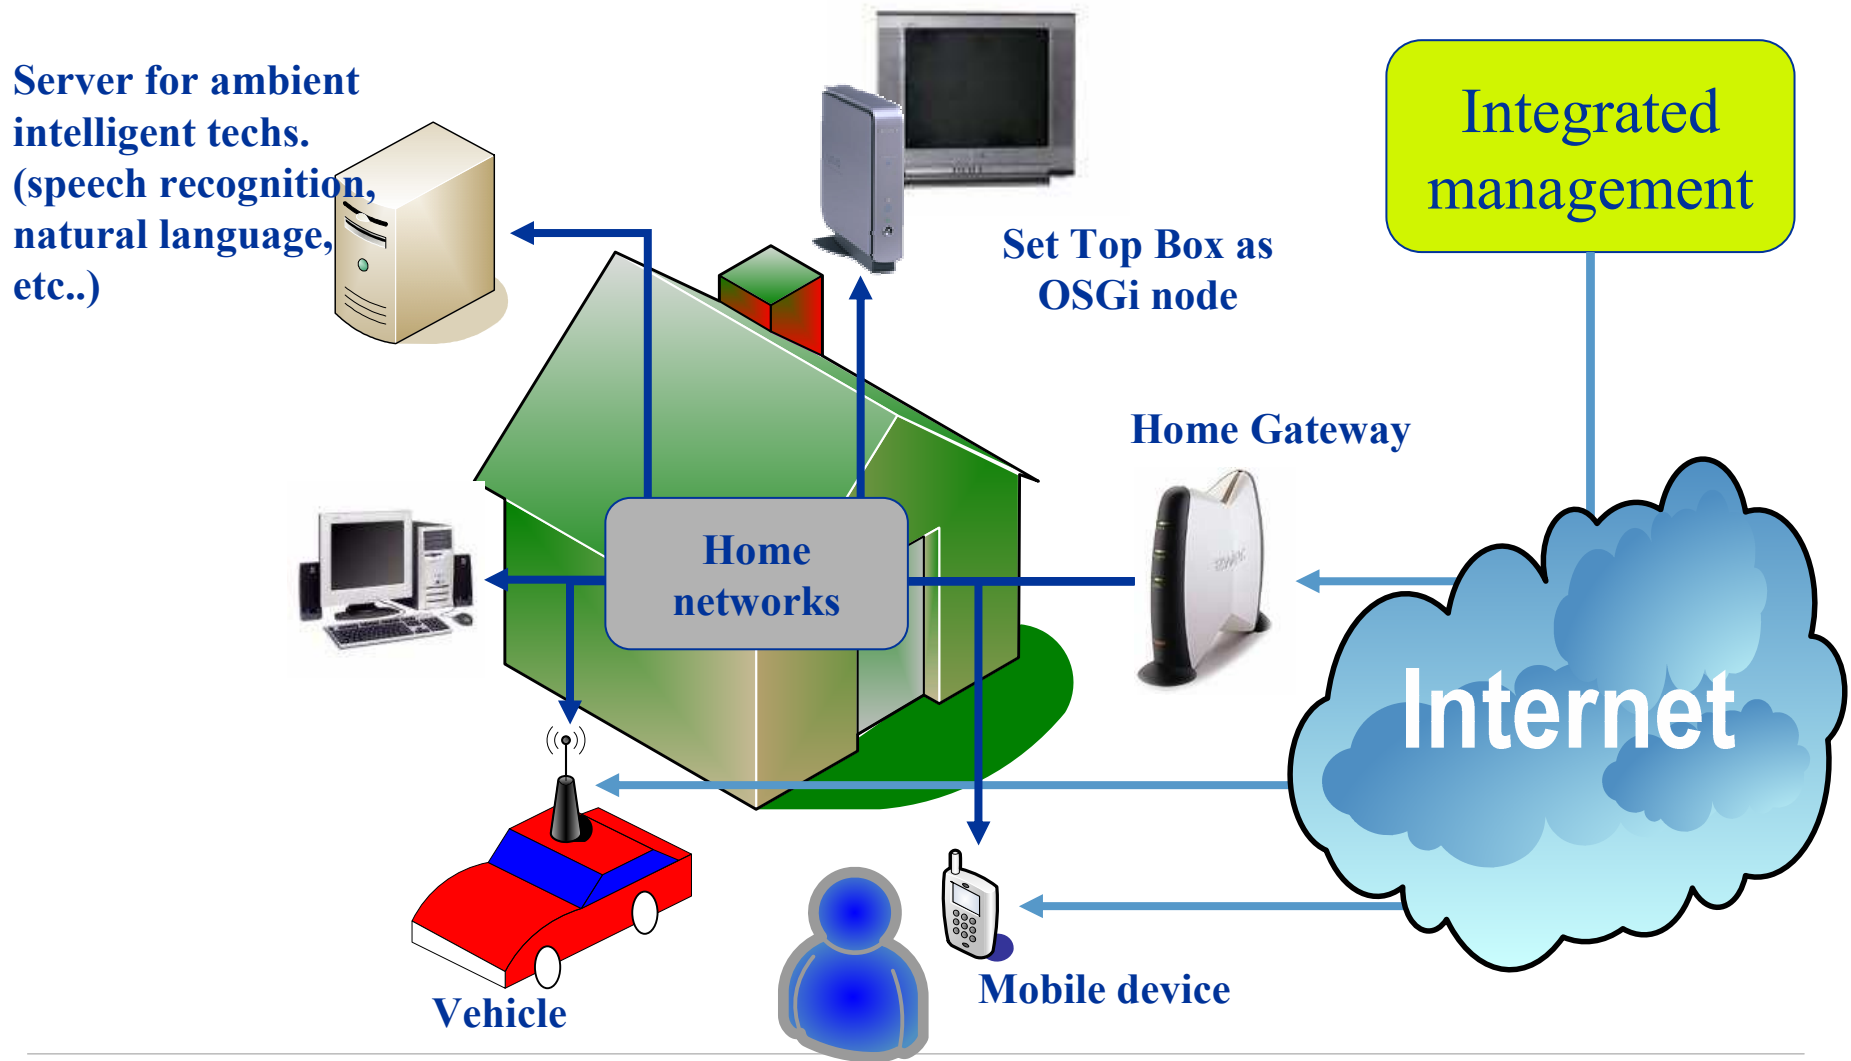 Server for ambient
intelligent techs.
(speech recognition,
natural language,
etc..)
Set Top Box as
OSGi node
Integrated
management
Home Gateway
Home
networks
Internet
Vehicle
Mobile device